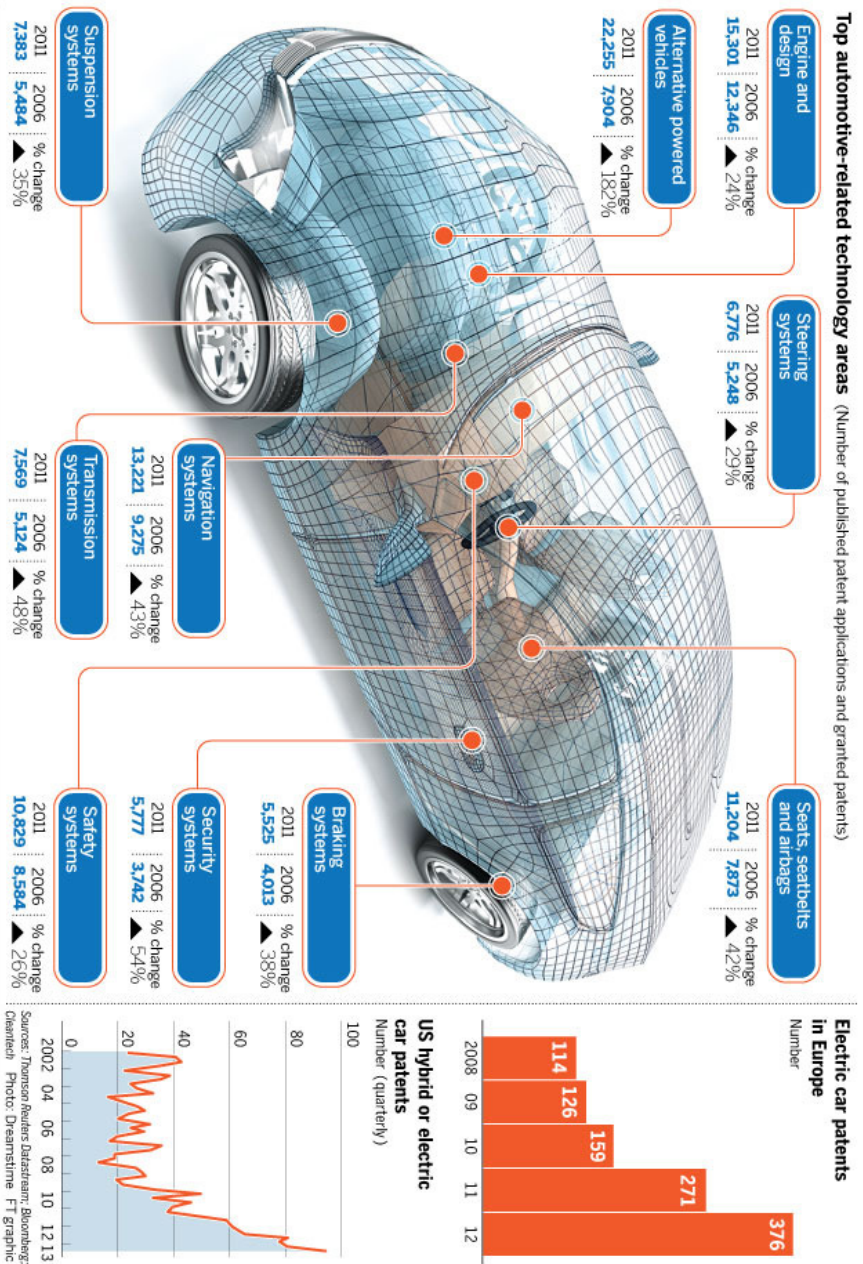 Top automotive-related technology areas (Number of published patent applications and granted patents)
Engine and
design
2011 2006 % change
15,301 12,346 ▲ 24%
Alternative powered
vehicles
2011 2006 % change
22,255 7,904 ▲ 182%
Suspension
systems
2011 2006 % change
7,383 5,484 ▲ 35%
Steering
systems
2011 2006 % change
6,776 5,248 ▲ 29%
Navigation
systems
2011 2006 % change
13,221 9,275 ▲ 43%
Transmission
systems
2011 2006 % change
7,569 5,124 ▲ 48%
Seats, seatbelts
and airbags
2011 2006 % change
11,204 7,873 ▲ 42%
Braking
systems
2011 2006 % change
5,525 4,013 ▲ 38%
Security
systems
2011 2006 % change
5,777 3,742 ▲ 54%
Safety
systems
2011 2006 % change
10,829 8,584 ▲ 26%
Electric car patents
in Europe
Number
114 126 159 271 376
2008 09 10 11 12
US hybrid or electric
car patents
Number (quarterly)
100
80
60
40
20
0
2002 04 06 08 10 12 13
Sources: Thomson Reuters Datastream; Bloomberg;
Cleantech Photo: Dreamstime FT graphic